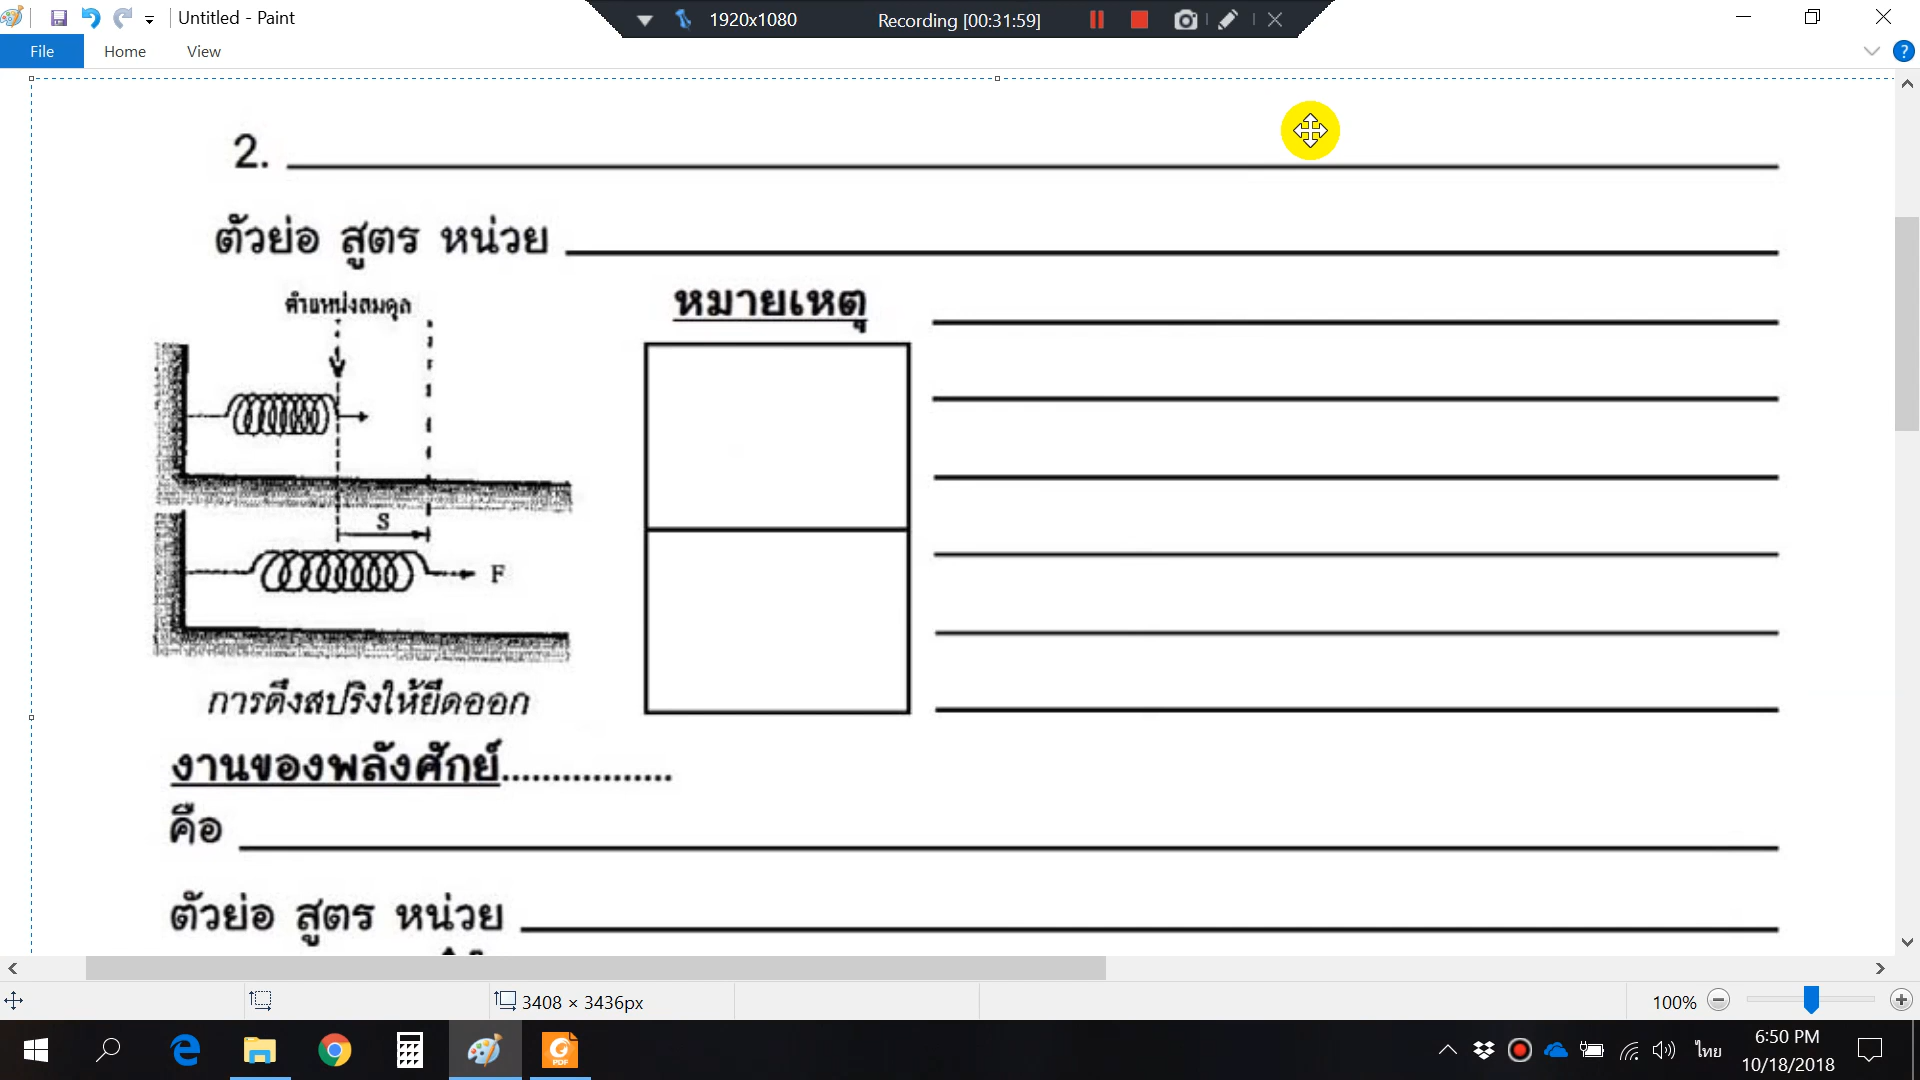 Untitled - Paint
1920x1080
Recording [00:31:59]
File Home View
2.
ตัวย่อ สูตร หน่วย
ตำแหน่งสมดุล
หมายเหตุ
S
F
การดึงสปริงให้ยืดออก
งานของพลังศักย์.................
คือ
ตัวย่อ สูตร หน่วย
3408 × 3436px
100%
PDF
ไทย
6:50 PM
10/18/2018